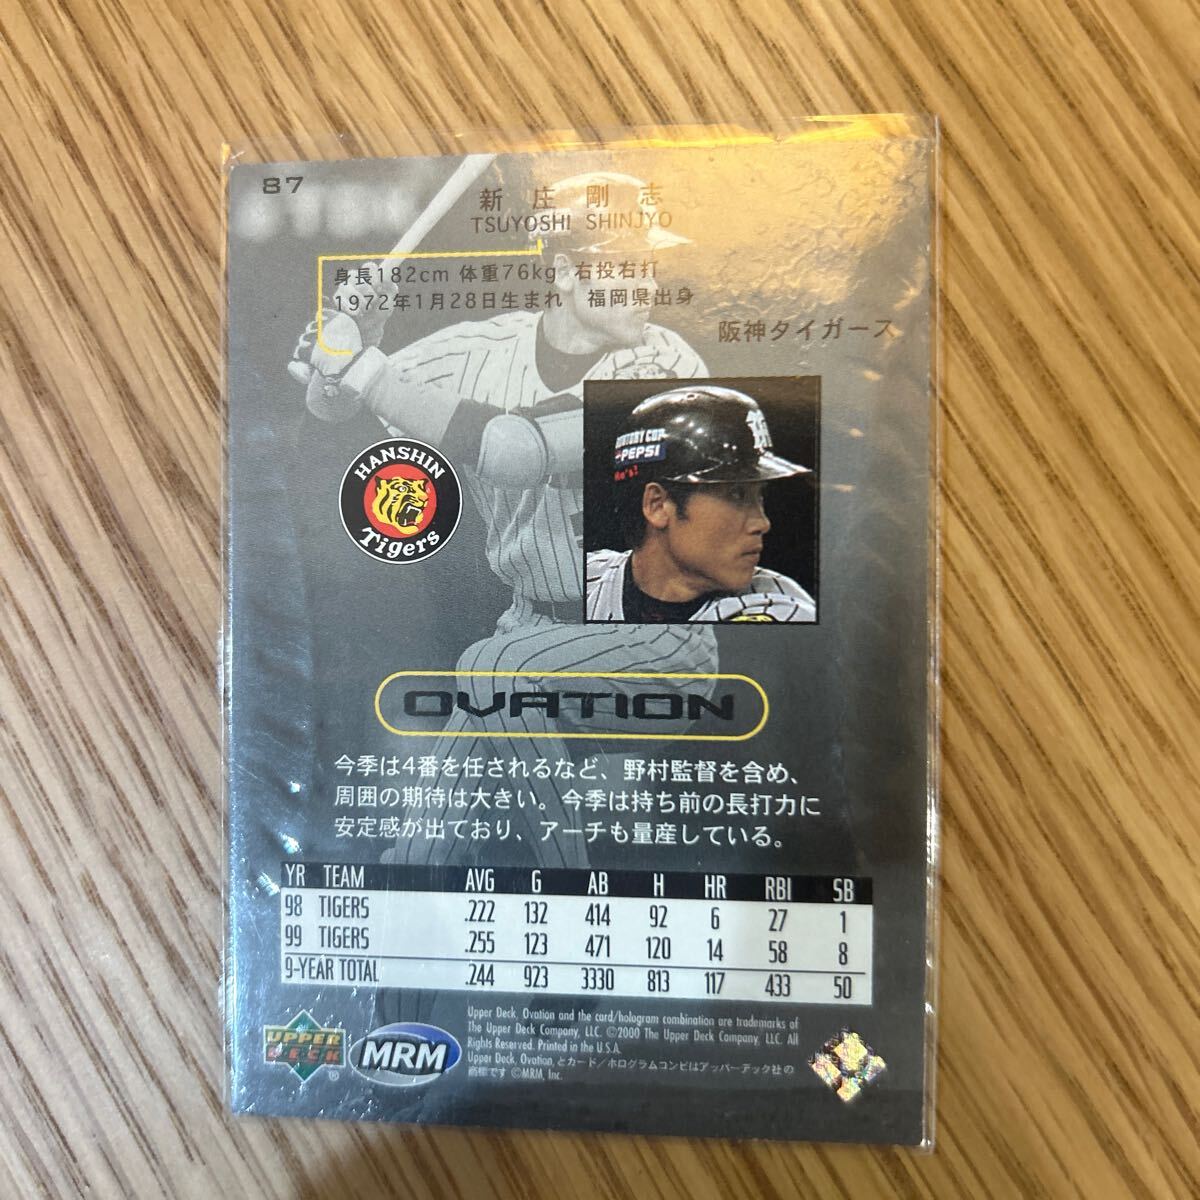 87
新庄剛志
TSUYOSHI SHINJYO
身長182cm 体重76kg 右投右打
1972年1月28日生まれ 福岡県出身
阪神タイガース
SUNTORY CUP
PEPSI
He's!
HANSHIN
Tigers
OVATION
今季は4番を任されるなど、野村監督を含め、
周囲の期待は大きい。今季は持ち前の長打力に
安定感が出ており、アーチも量産している。
YR TEAM AVG G AB H HR RBI SB
98 TIGERS .222 132 414 92 6 27 1
99 TIGERS .255 123 471 120 14 58 8
9-YEAR TOTAL .244 923 3330 813 117 433 50
Upper Deck, Ovation and the card/hologram combination are trademarks of
The Upper Deck Company, LLC. ©2000 The Upper Deck Company, LLC. All
Rights Reserved. Printed in the U.S.A.
Upper Deck, Ovation, とカード／ホログラムコンビはアッパーデック社の
商標です ©MRM, Inc.
UPPER
DECK
®
MRM